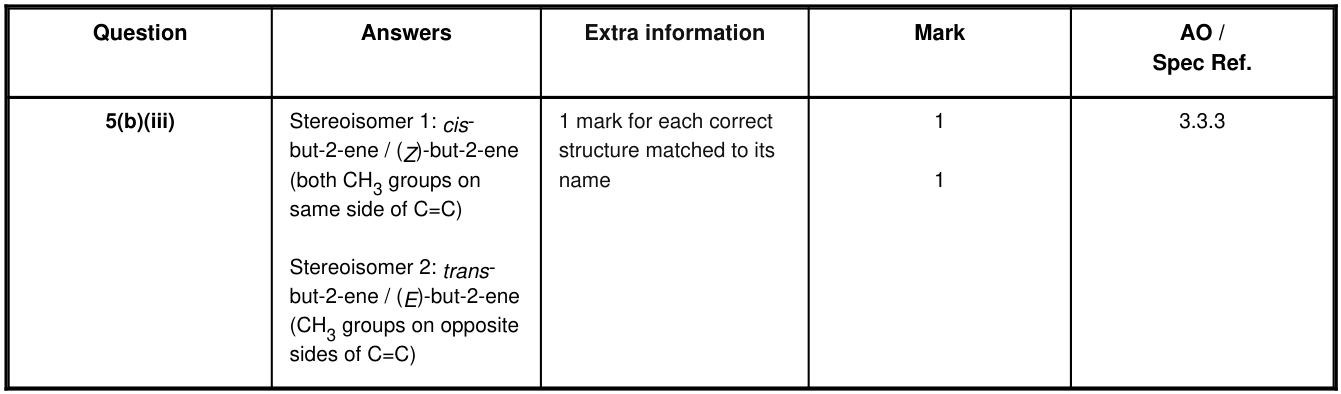 Question Answers Extra information Mark AO /
Spec Ref.
5(b)(iii) Stereoisomer 1: cis- 1 mark for each correct 1 3.3.3
but-2-ene / (Z)-but-2-ene structure matched to its
(both CH3 groups on name 1
same side of C=C)
Stereoisomer 2: trans-
but-2-ene / (E)-but-2-ene
(CH3 groups on opposite
sides of C=C)